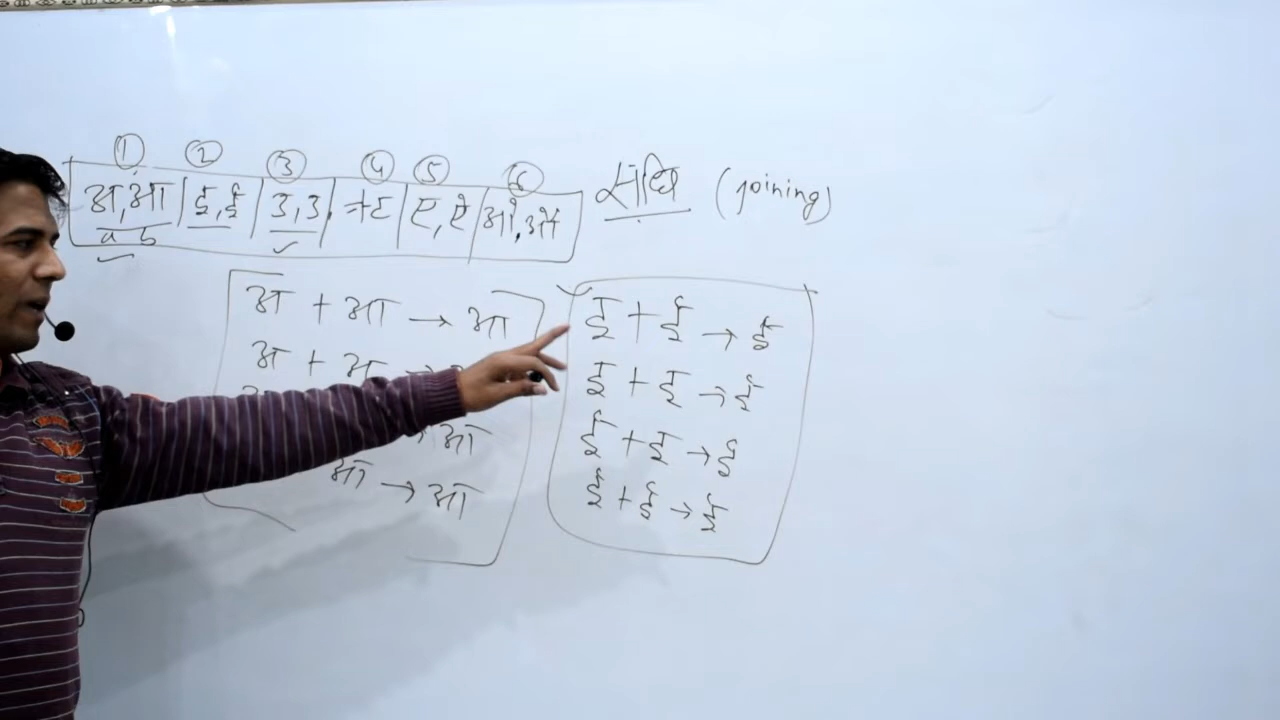 ① ② ③ ④ ⑤ ⑥
अ,आ | इ,ई | उ,उ, ऋ | ए,ऐ | ओ,औ संधि (joining)
a b
अ + आ → आ
अ + अ →
→ आ
आ → आ
इ + ई → ई
इ + इ → ई
ई + इ → ई
ई + ई → ई